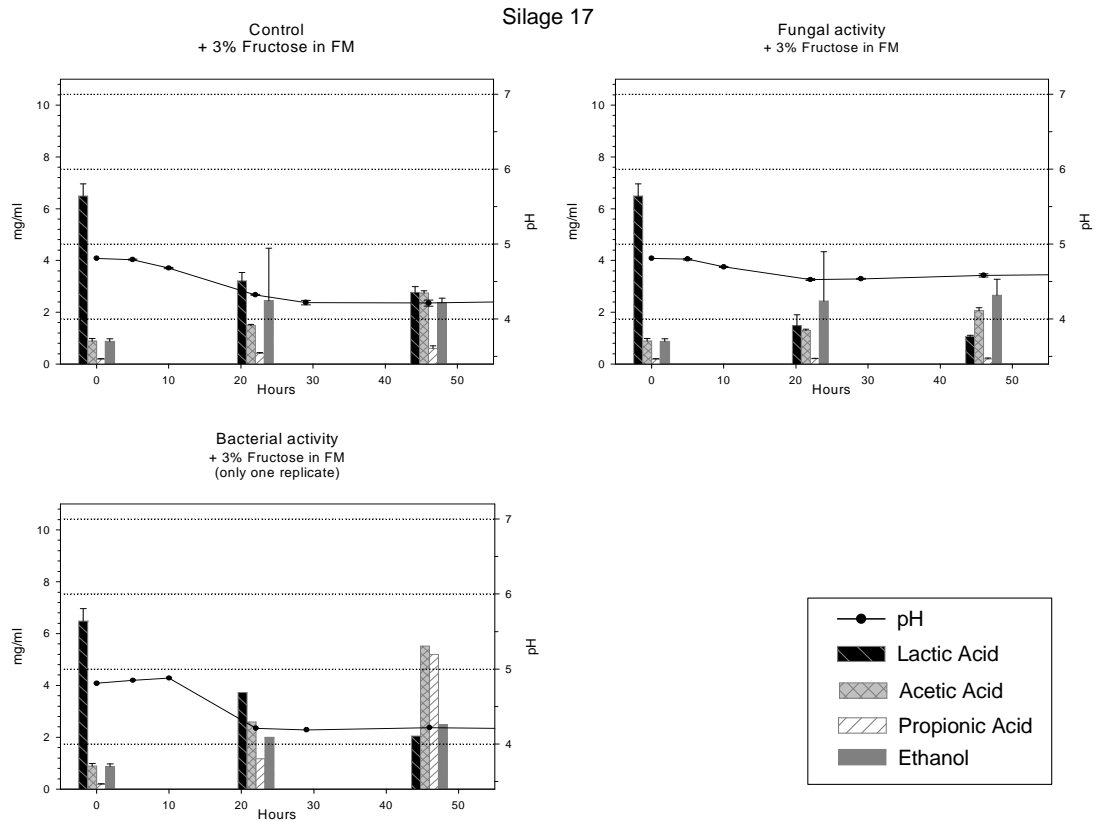 Silage 17
Control
+ 3% Fructose in FM
10
8
6
4
2
0
mg/ml
7
6
5
4
pH
0 10 20 30 40 50
Hours
Fungal activity
+ 3% Fructose in FM
10
8
6
4
2
0
mg/ml
7
6
5
4
pH
0 10 20 30 40 50
Hours
Bacterial activity
+ 3% Fructose in FM
(only one replicate)
10
8
6
4
2
0
mg/ml
7
6
5
4
pH
0 10 20 30 40 50
Hours
pH
Lactic Acid
Acetic Acid
Propionic Acid
Ethanol